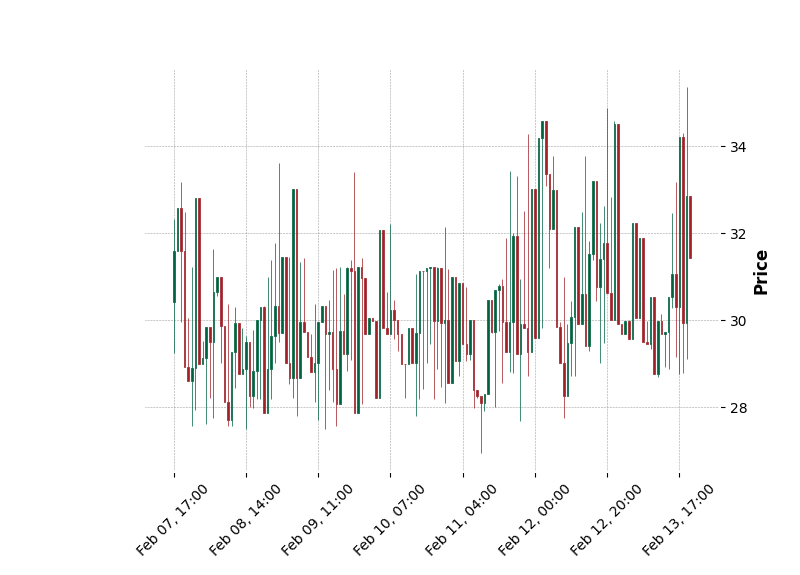 34
32
30
28
Price
Feb 07, 17:00
Feb 08, 14:00
Feb 09, 11:00
Feb 10, 07:00
Feb 11, 04:00
Feb 12, 00:00
Feb 12, 20:00
Feb 13, 17:00